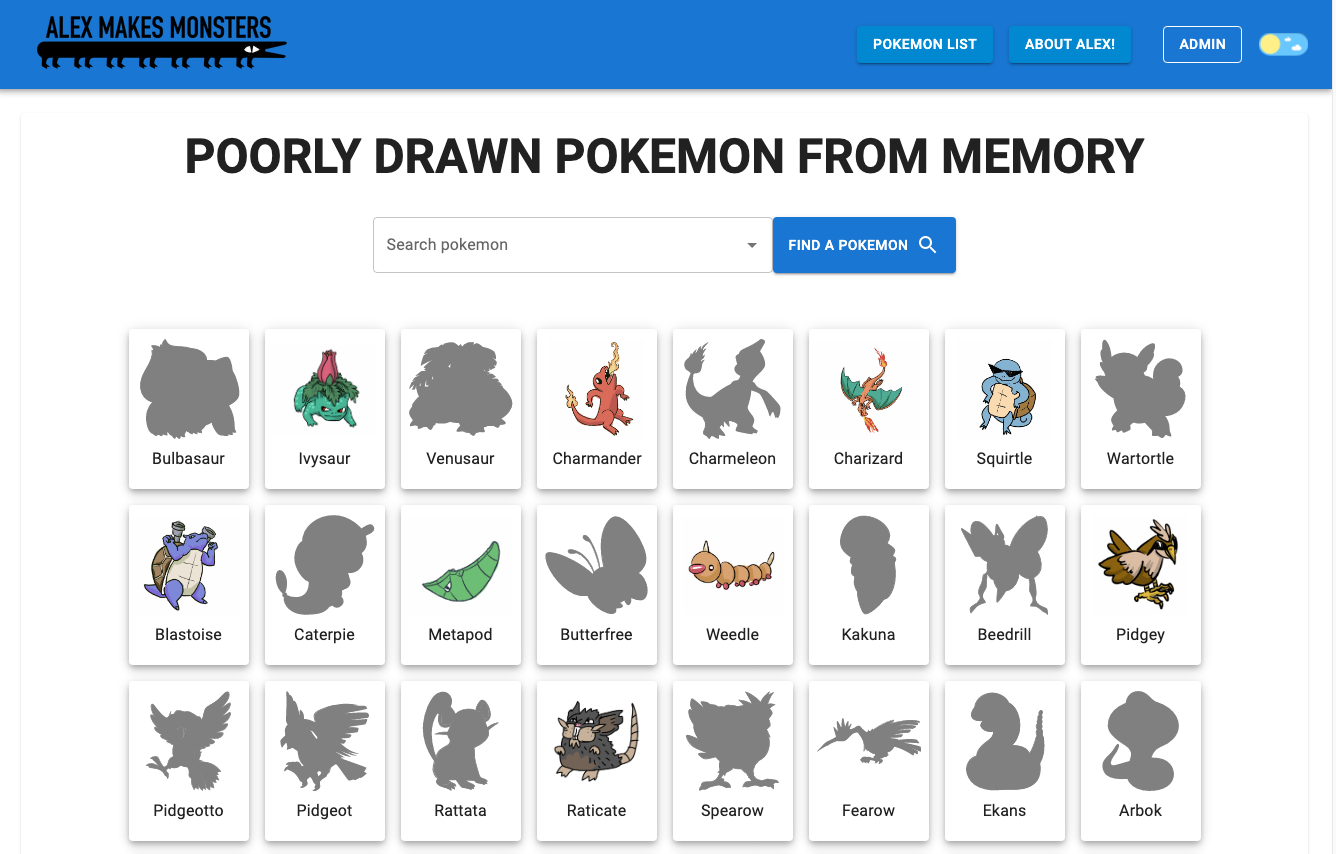 ALEX MAKES MONSTERS
POKEMON LIST
ABOUT ALEX!
ADMIN
POORLY DRAWN POKEMON FROM MEMORY
Search pokemon
FIND A POKEMON
Bulbasaur
Ivysaur
Venusaur
Charmander
Charmeleon
Charizard
Squirtle
Wartortle
Blastoise
Caterpie
Metapod
Butterfree
Weedle
Kakuna
Beedrill
Pidgey
Pidgeotto
Pidgeot
Rattata
Raticate
Spearow
Fearow
Ekans
Arbok